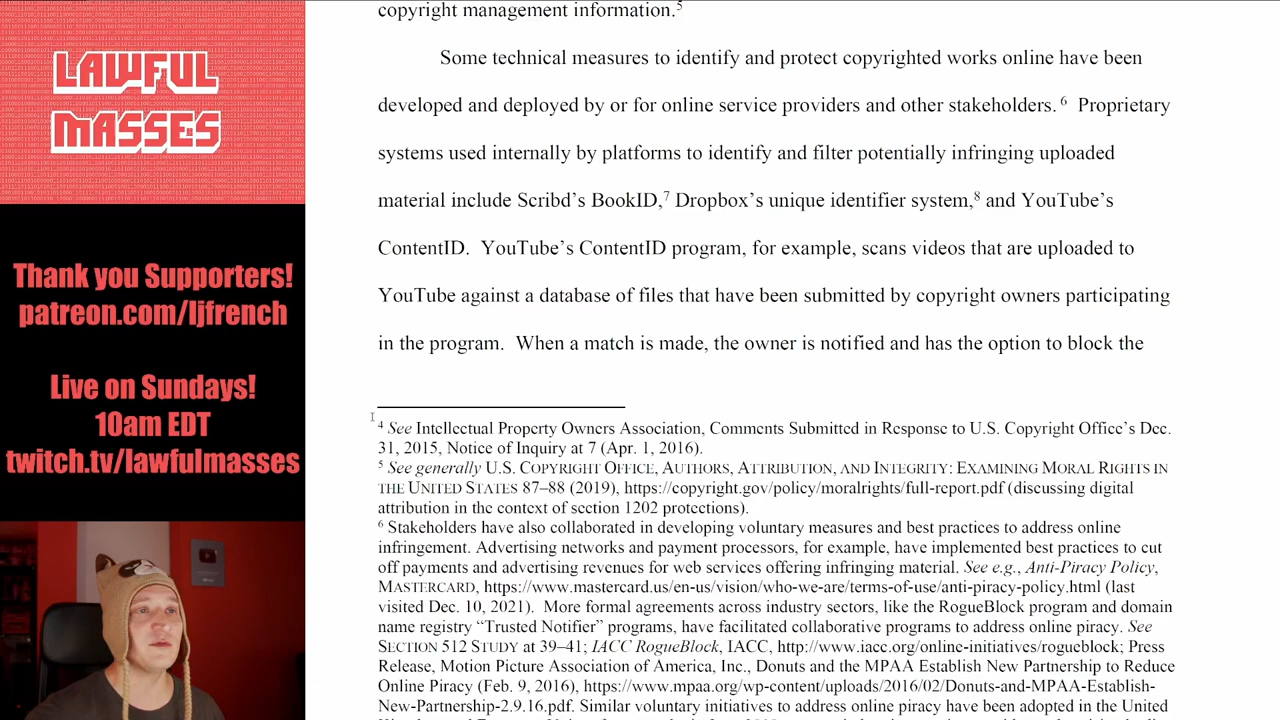 LAWFUL
MASSES
Thank you Supporters!
patreon.com/ljfrench
Live on Sundays!
10am EDT
twitch.tv/lawfulmasses
copyright management information.⁵
Some technical measures to identify and protect copyrighted works online have been
developed and deployed by or for online service providers and other stakeholders. ⁶  Proprietary
systems used internally by platforms to identify and filter potentially infringing uploaded
material include Scribd’s BookID,⁷ Dropbox’s unique identifier system,⁸ and YouTube’s
ContentID.  YouTube’s ContentID program, for example, scans videos that are uploaded to
YouTube against a database of files that have been submitted by copyright owners participating
in the program.  When a match is made, the owner is notified and has the option to block the
⁴ See Intellectual Property Owners Association, Comments Submitted in Response to U.S. Copyright Office’s Dec.
31, 2015, Notice of Inquiry at 7 (Apr. 1, 2016).
⁵ See generally U.S. COPYRIGHT OFFICE, AUTHORS, ATTRIBUTION, AND INTEGRITY: EXAMINING MORAL RIGHTS IN
THE UNITED STATES 87–88 (2019), https://copyright.gov/policy/moralrights/full-report.pdf (discussing digital
attribution in the context of section 1202 protections).
⁶ Stakeholders have also collaborated in developing voluntary measures and best practices to address online
infringement. Advertising networks and payment processors, for example, have implemented best practices to cut
off payments and advertising revenues for web services offering infringing material. See e.g., Anti-Piracy Policy,
MASTERCARD, https://www.mastercard.us/en-us/vision/who-we-are/terms-of-use/anti-piracy-policy.html (last
visited Dec. 10, 2021).  More formal agreements across industry sectors, like the RogueBlock program and domain
name registry “Trusted Notifier” programs, have facilitated collaborative programs to address online piracy. See
SECTION 512 STUDY at 39–41; IACC RogueBlock, IACC, http://www.iacc.org/online-initiatives/rogueblock; Press
Release, Motion Picture Association of America, Inc., Donuts and the MPAA Establish New Partnership to Reduce
Online Piracy (Feb. 9, 2016), https://www.mpaa.org/wp-content/uploads/2016/02/Donuts-and-MPAA-Establish-
New-Partnership-2.9.16.pdf. Similar voluntary initiatives to address online piracy have been adopted in the United